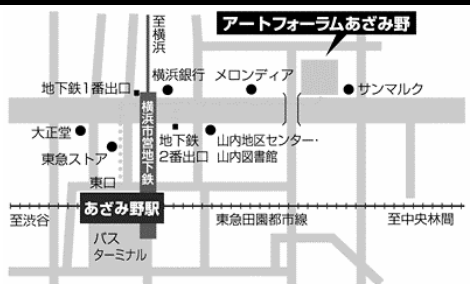 至横浜
アートフォーラムあざみ野
地下鉄1番出口
横浜銀行
メロンディア
サンマルク
横浜市営地下鉄
大正堂
東急ストア
地下鉄
2番出口
山内地区センター・
山内図書館
東口
あざみ野駅
至渋谷
東急田園都市線
至中央林間
バス
ターミナル